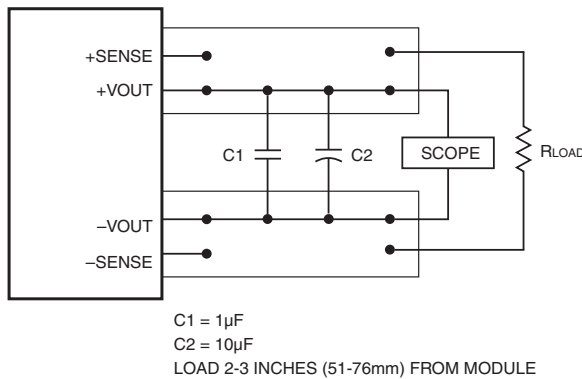 +SENSE
+VOUT
C1
C2
SCOPE
RLOAD
–VOUT
–SENSE
C1 = 1µF
C2 = 10µF
LOAD 2-3 INCHES (51-76mm) FROM MODULE